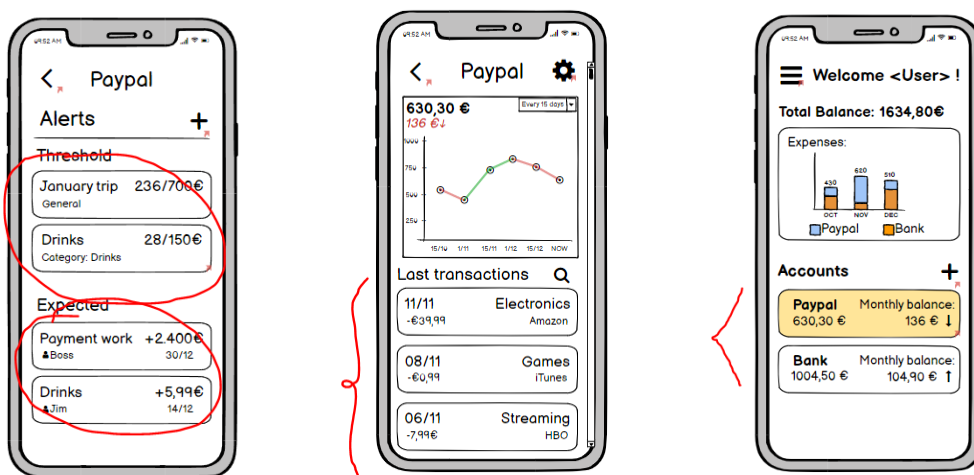 09:52 AM
Paypal
Alerts +
Threshold
January trip 236/700€
General
Drinks 28/150€
Category: Drinks
Expected
Payment work +2.400€
Boss 30/12
Drinks +5,99€
Jim 14/12
09:52 AM
Paypal
630,30 € Every 15 days
136 €↓
1000
750
500
250
15/10 1/11 15/11 1/12 15/12 NOW
Last transactions
11/11 Electronics
-€39,99 Amazon
08/11 Games
-€0,99 iTunes
06/11 Streaming
-7,99€ HBO
09:52 AM
Welcome <User> !
Total Balance: 1634,80€
Expenses:
430 620 510
OCT NOV DEC
Paypal Bank
Accounts +
Paypal Monthly balance:
630,30 € 136 € ↓
Bank Monthly balance:
1004,50 € 104,90 € ↑